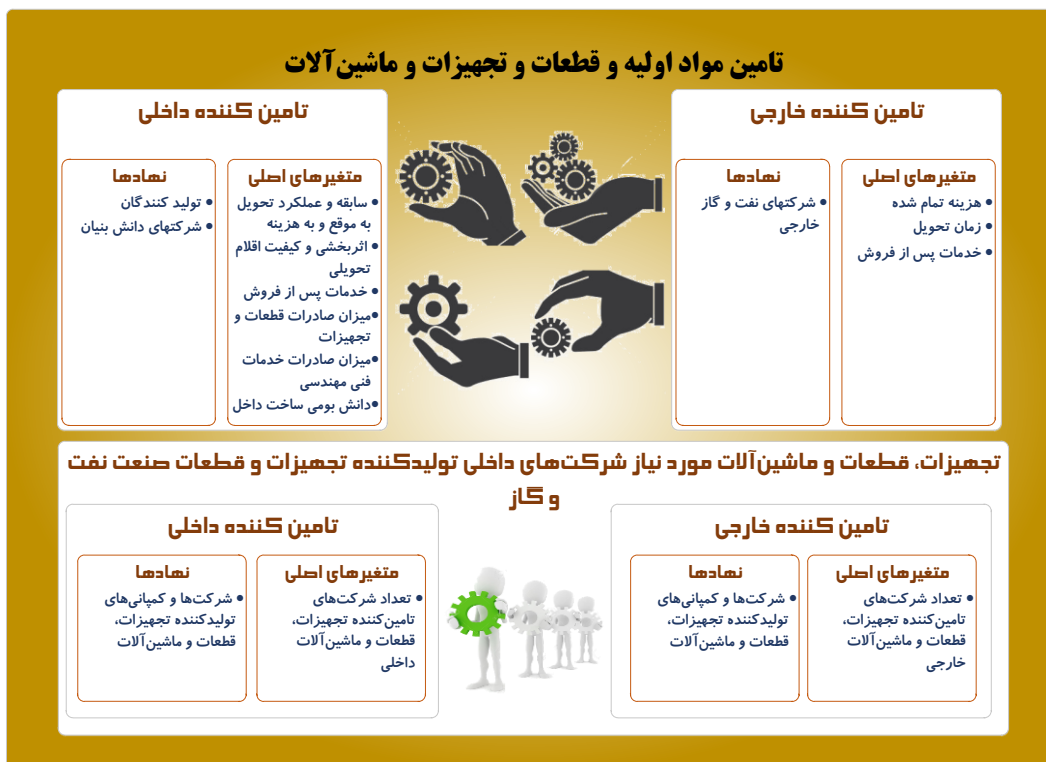 تامین مواد اولیه و قطعات و تجهیزات و ماشین‌آلات
تامین کننده خارجی
متغیرهای اصلی
• هزینه تمام شده
• زمان تحویل
• خدمات پس از فروش
نهادها
• شرکتهای نفت و گاز
خارجی
تامین کننده داخلی
متغیرهای اصلی
• سابقه و عملکرد تحویل
به موقع و به هزینه
• اثربخشی و کیفیت اقلام
تحویلی
• خدمات پس از فروش
•میزان صادرات قطعات و
تجهیزات
•میزان صادرات خدمات
فنی مهندسی
•دانش بومی ساخت داخل
نهادها
• تولید کنندگان
• شرکتهای دانش بنیان
تجهیزات، قطعات و ماشین‌آلات مورد نیاز شرکت‌های داخلی تولیدکننده تجهیزات و قطعات صنعت نفت
و گاز
تامین کننده خارجی
متغیرهای اصلی
• تعداد شرکت‌های
تامین‌کننده تجهیزات،
قطعات و ماشین‌آلات
خارجی
نهادها
• شرکت‌ها و کمپانی‌های
تولیدکننده تجهیزات،
قطعات و ماشین‌آلات
تامین کننده داخلی
متغیرهای اصلی
• تعداد شرکت‌های
تامین‌کننده تجهیزات،
قطعات و ماشین‌آلات
داخلی
نهادها
• شرکت‌ها و کمپانی‌های
تولیدکننده تجهیزات،
قطعات و ماشین‌آلات